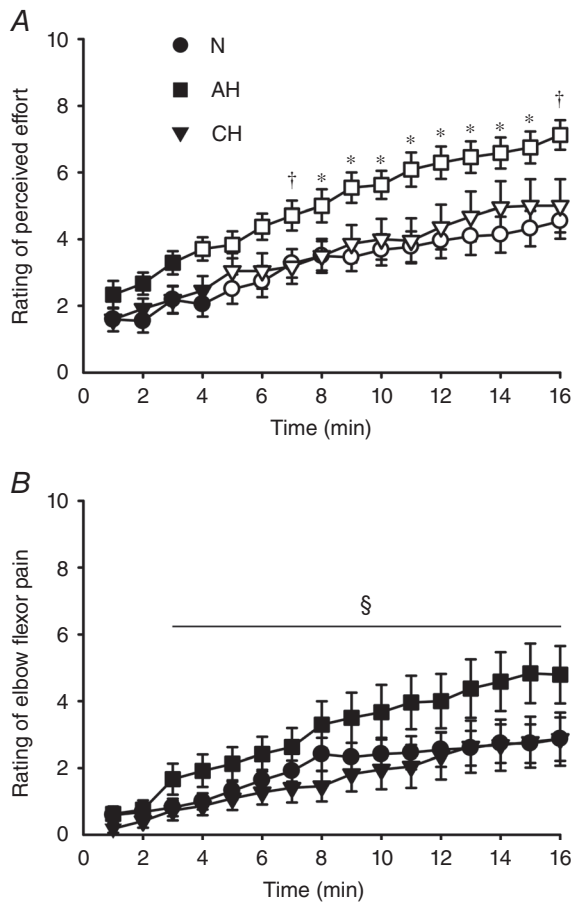 A
10
8
6
4
2
0
Rating of perceived effort
N
AH
CH
† * * * * * * * * †
0 2 4 6 8 10 12 14 16
Time (min)
B
10
8
6
4
2
0
Rating of elbow flexor pain
§
0 2 4 6 8 10 12 14 16
Time (min)